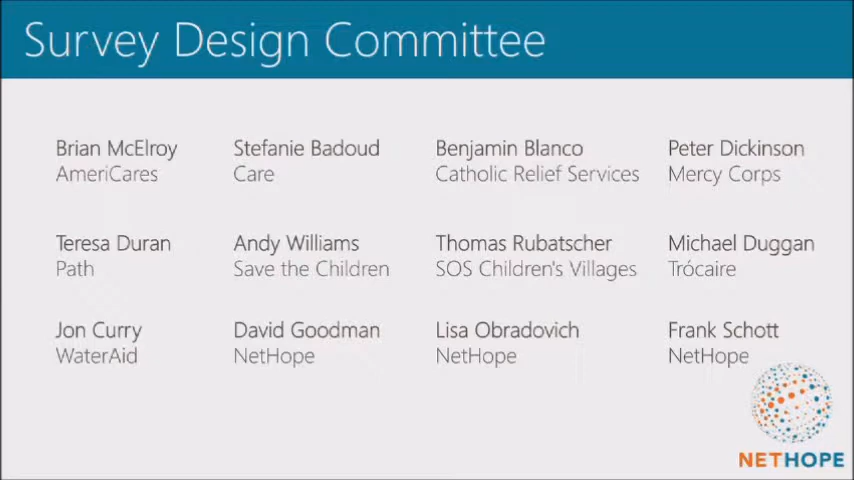 Survey Design Committee
Brian McElroy
AmeriCares
Stefanie Badoud
Care
Benjamin Blanco
Catholic Relief Services
Peter Dickinson
Mercy Corps
Teresa Duran
Path
Andy Williams
Save the Children
Thomas Rubatscher
SOS Children's Villages
Michael Duggan
Trócaire
Jon Curry
WaterAid
David Goodman
NetHope
Lisa Obradovich
NetHope
Frank Schott
NetHope
NETHOPE